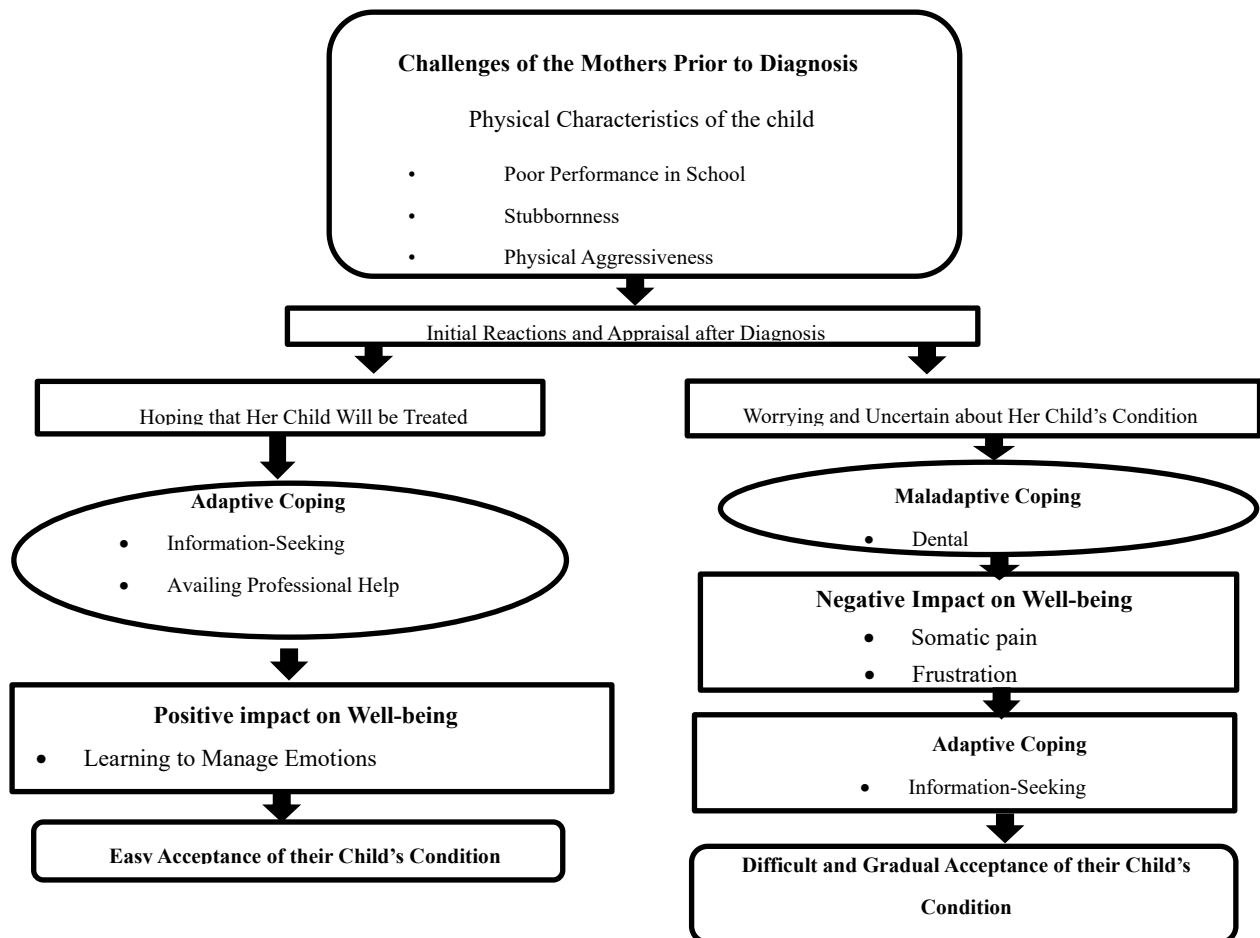 Challenges of the Mothers Prior to Diagnosis
Physical Characteristics of the child
• Poor Performance in School
• Stubbornness
• Physical Aggressiveness
Initial Reactions and Appraisal after Diagnosis
Hoping that Her Child Will be Treated
Adaptive Coping
• Information-Seeking
• Availing Professional Help
Positive impact on Well-being
• Learning to Manage Emotions
Easy Acceptance of their Child's Condition
Worrying and Uncertain about Her Child's Condition
Maladaptive Coping
• Dental
Negative Impact on Well-being
• Somatic pain
• Frustration
Adaptive Coping
• Information-Seeking
Difficult and Gradual Acceptance of their Child's
Condition